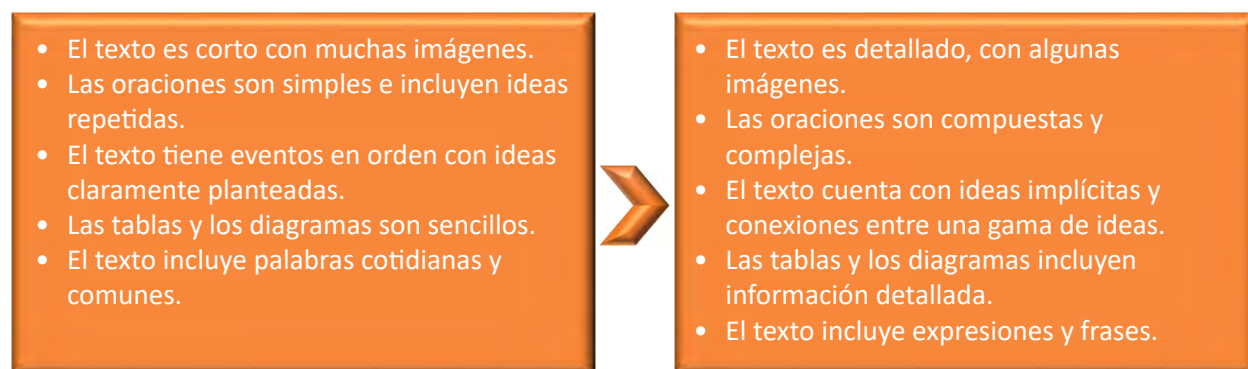 • El texto es corto con muchas imágenes.
• Las oraciones son simples e incluyen ideas
repetidas.
• El texto tiene eventos en orden con ideas
claramente planteadas.
• Las tablas y los diagramas son sencillos.
• El texto incluye palabras cotidianas y
comunes.
• El texto es detallado, con algunas
imágenes.
• Las oraciones son compuestas y
complejas.
• El texto cuenta con ideas implícitas y
conexiones entre una gama de ideas.
• Las tablas y los diagramas incluyen
información detallada.
• El texto incluye expresiones y frases.